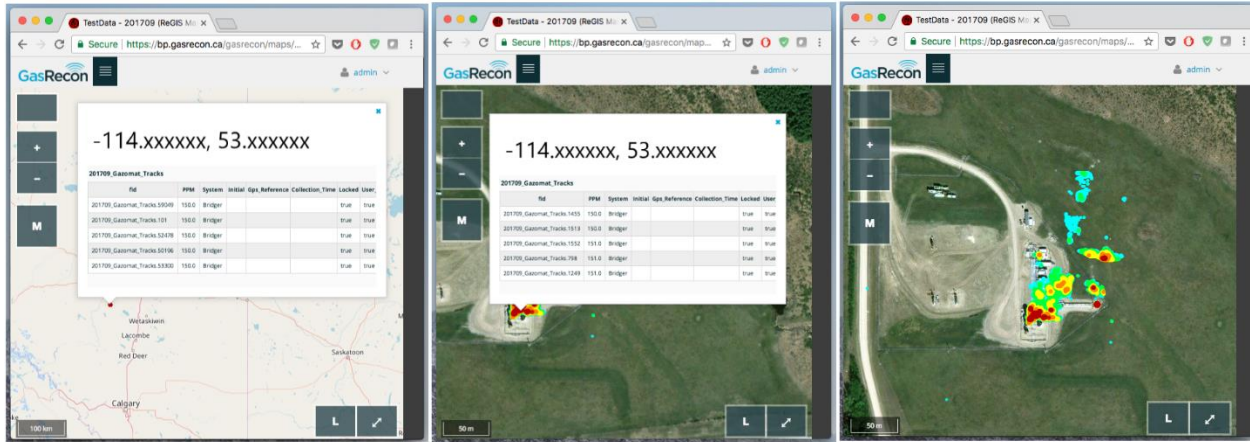 TestData - 201709 (ReGIS Ma
Secure | https://bp.gasrecon.ca/gasrecon/maps/...
GasRecon
admin
+
-
M
-114.xxxxxx, 53.xxxxxx
201709_Gazomat_Tracks
fid PPM System Initial Gps_Reference Collection_Time Locked User_
201709_Gazomat_Tracks.59049 150.0 Bridger true true
201709_Gazomat_Tracks.101 150.0 Bridger true true
201709_Gazomat_Tracks.52476 150.0 Bridger true true
201709_Gazomat_Tracks.50196 150.0 Bridger true true
201709_Gazomat_Tracks.53300 150.0 Bridger true true
Wetaskiwin
Lacombe
Red Deer
Saskatoon
Calgary
100 km
L
TestData - 201709 (ReGIS Ma
Secure | https://bp.gasrecon.ca/gasrecon/map...
GasRecon
admin
+
-
M
-114.xxxxxx, 53.xxxxxx
201709_Gazomat_Tracks
fid PPM System Initial Gps_Reference Collection_Time Locked User
201709_Gazomat_Tracks.1455 150.0 Bridger true true
201709_Gazomat_Tracks.1513 150.0 Bridger true true
201709_Gazomat_Tracks.1552 151.0 Bridger true true
201709_Gazomat_Tracks.798 151.0 Bridger true true
201709_Gazomat_Tracks.1249 151.0 Bridger true true
50 m
L
TestData - 201709 (ReGIS Ma
Secure | https://bp.gasrecon.ca/gasrecon/maps/...
GasRecon
admin
+
-
M
50 m
L